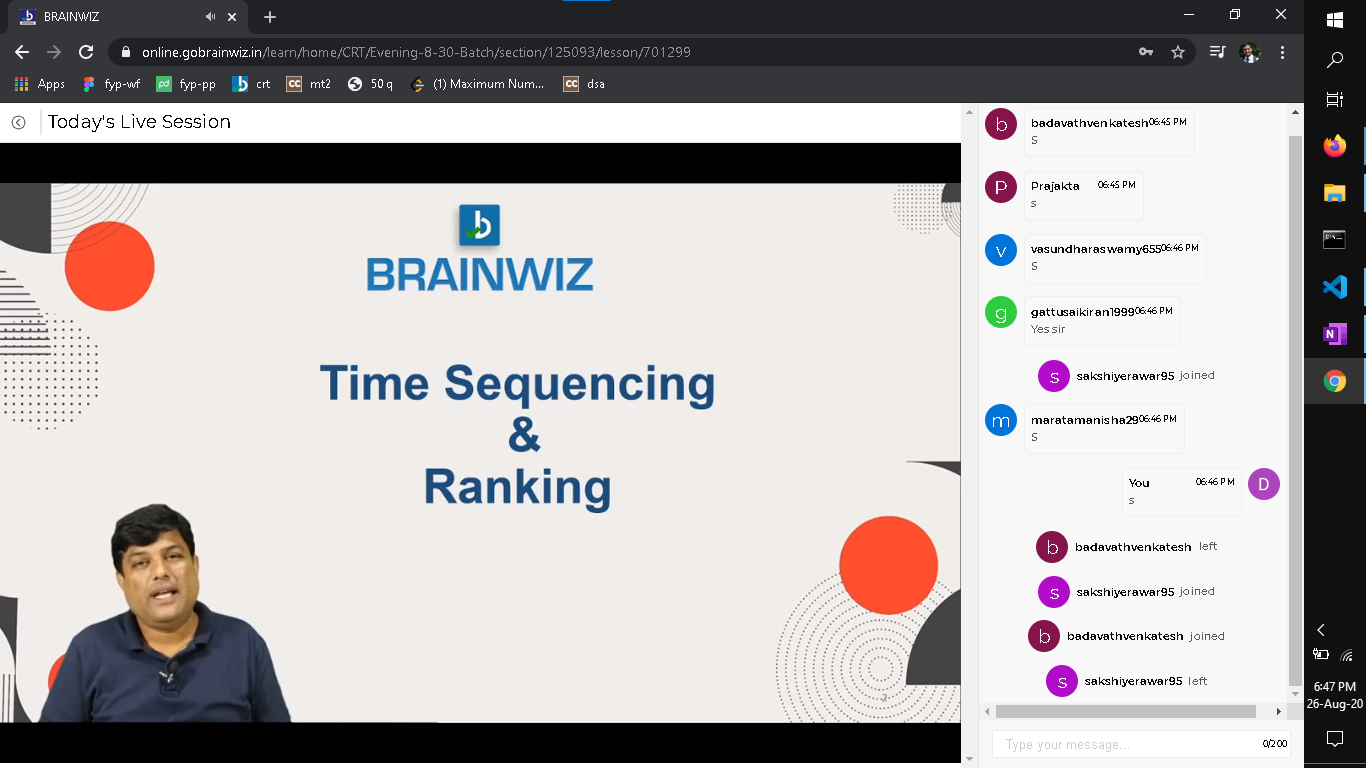 BRAINWIZ
online.gobrainwiz.in/learn/home/CRT/Evening-8-30-Batch/section/125093/lesson/701299
Apps fyp-wf fyp-pp crt CC mt2 50 q (1) Maximum Num... CC dsa
Today's Live Session
b
BRAINWIZ
Time Sequencing
&
Ranking
2
b badavathvenkatesh 06:45 PM
S
P Prajakta 06:45 PM
s
v vasundharaswamy655 06:46 PM
S
g gattusaikiran1999 06:46 PM
Yes sir
s sakshiyerawar95 joined
m maratamanisha29 06:46 PM
S
You 06:46 PM D
s
b badavathvenkatesh left
s sakshiyerawar95 joined
b badavathvenkatesh joined
s sakshiyerawar95 left
Type your message... 0/200
N
6:47 PM
26-Aug-20